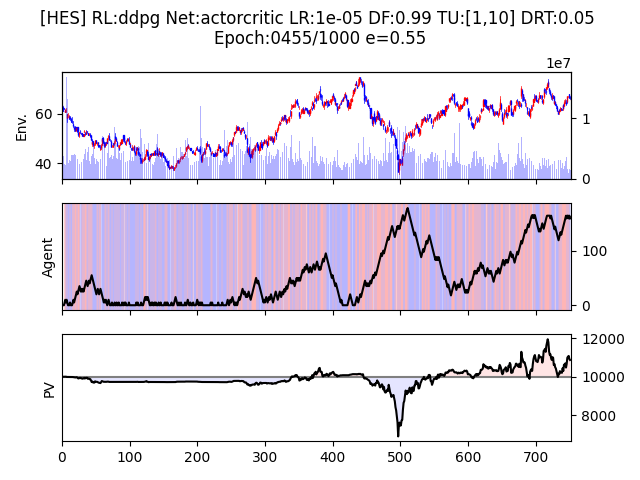 [HES] RL:ddpg Net:actorcritic LR:1e-05 DF:0.99 TU:[1,10] DRT:0.05
Epoch:0455/1000 e=0.55
1e7
Env.
60
40
1
0
Agent
100
0
PV
12000
10000
8000
0 100 200 300 400 500 600 700